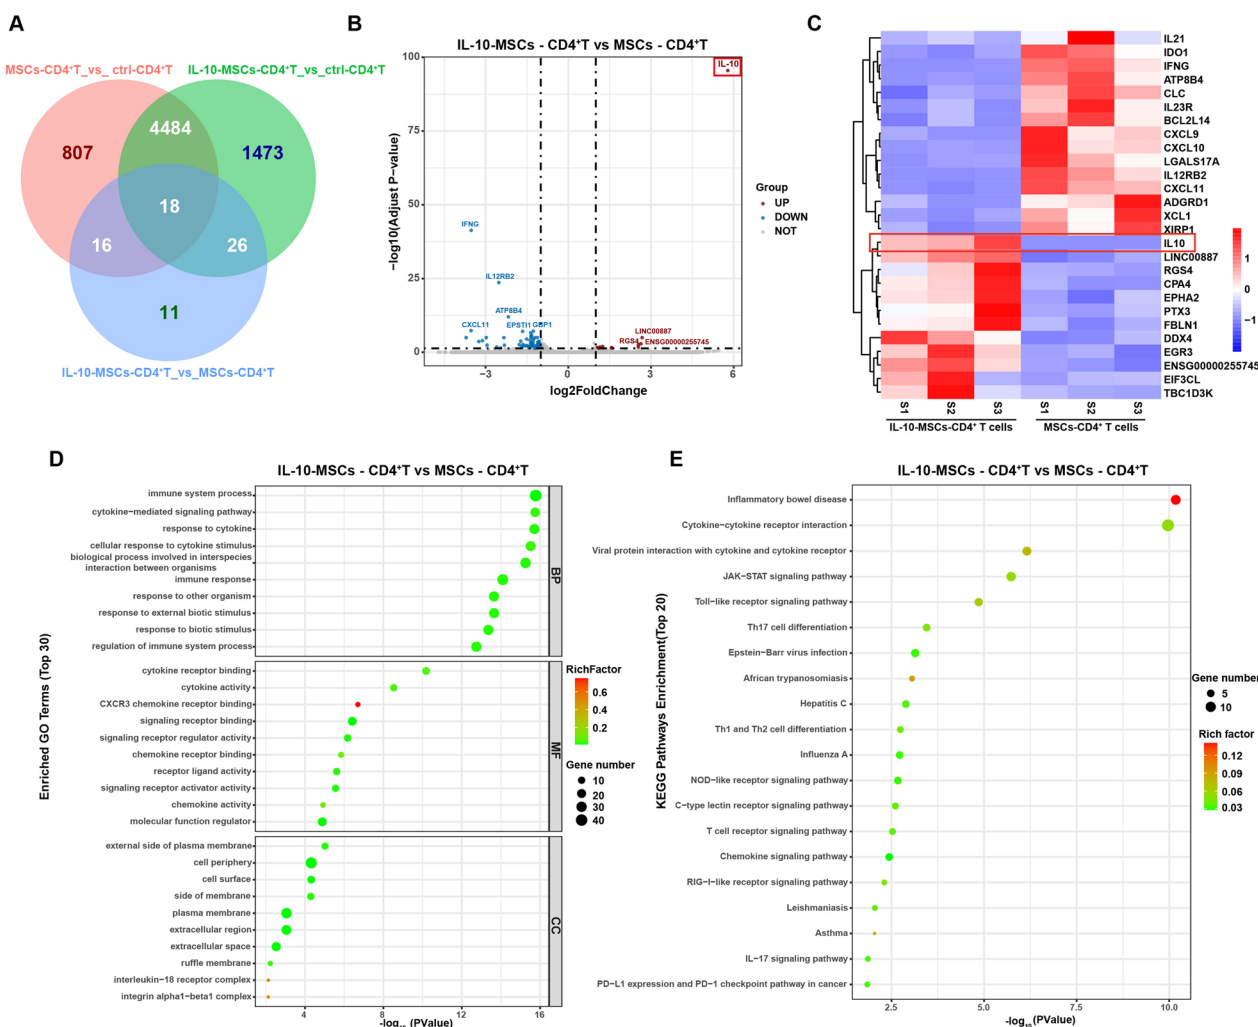 A
MSCs-CD4⁺T_vs_ ctrl-CD4⁺T
IL-10-MSCs-CD4⁺T_vs_ctrl-CD4⁺T
4484
807
1473
18
16
26
11
IL-10-MSCs-CD4⁺T_vs_MSCs-CD4⁺T
B
IL-10-MSCs - CD4⁺T vs MSCs - CD4⁺T
−log10(Adjust P−value)
100
75
50
25
0
IL-10
IFNG
IL12RB2
ATP8B4
CXCL11
EPSTI1
GBP1
LINC00887
RGS4
ENSG00000255745
−3
0
3
6
log2FoldChange
Group
UP
DOWN
NOT
C
IL21
IDO1
IFNG
ATP8B4
CLC
IL23R
BCL2L14
CXCL9
CXCL10
LGALS17A
IL12RB2
CXCL11
ADGRD1
XCL1
XIRP1
IL10
LINC00887
RGS4
CPA4
EPHA2
PTX3
FBLN1
DDX4
EGR3
ENSG00000255745
EIF3CL
TBC1D3K
1
0
−1
S1
S2
S3
S1
S2
S3
IL-10-MSCs-CD4⁺ T cells
MSCs-CD4⁺ T cells
D
IL-10-MSCs - CD4⁺T vs MSCs - CD4⁺T
Enriched GO Terms (Top 30)
immune system process
cytokine−mediated signaling pathway
response to cytokine
cellular response to cytokine stimulus
biological process involved in interspecies
interaction between organisms
immune response
response to other organism
response to external biotic stimulus
response to biotic stimulus
regulation of immune system process
BP
cytokine receptor binding
cytokine activity
CXCR3 chemokine receptor binding
signaling receptor binding
signaling receptor regulator activity
chemokine receptor binding
receptor ligand activity
signaling receptor activator activity
chemokine activity
molecular function regulator
MF
external side of plasma membrane
cell periphery
cell surface
side of membrane
plasma membrane
extracellular region
extracellular space
ruffle membrane
interleukin−18 receptor complex
integrin alpha1−beta1 complex
CC
4
8
12
16
-log₁₀ (PValue)
RichFactor
0.6
0.4
0.2
Gene number
10
20
30
40
E
IL-10-MSCs - CD4⁺T vs MSCs - CD4⁺T
KEGG Pathways Enrichment(Top 20)
Inflammatory bowel disease
Cytokine−cytokine receptor interaction
Viral protein interaction with cytokine and cytokine receptor
JAK−STAT signaling pathway
Toll−like receptor signaling pathway
Th17 cell differentiation
Epstein−Barr virus infection
African trypanosomiasis
Hepatitis C
Th1 and Th2 cell differentiation
Influenza A
NOD−like receptor signaling pathway
C−type lectin receptor signaling pathway
T cell receptor signaling pathway
Chemokine signaling pathway
RIG−I−like receptor signaling pathway
Leishmaniasis
Asthma
IL−17 signaling pathway
PD−L1 expression and PD−1 checkpoint pathway in cancer
2.5
5.0
7.5
10.0
-log₁₀ (PValue)
Gene number
5
10
Rich factor
0.12
0.09
0.06
0.03